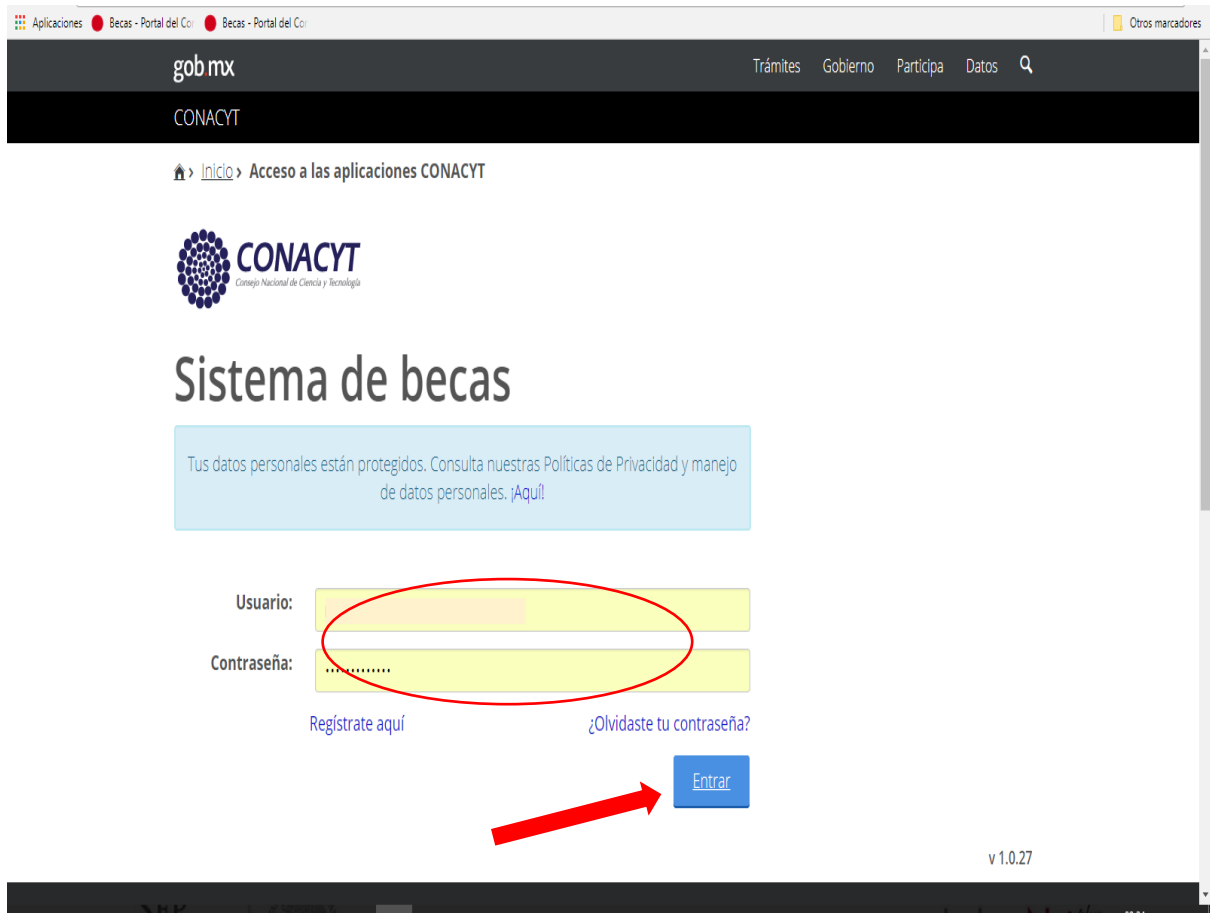 Aplicaciones Becas - Portal del Co Becas - Portal del Co Otros marcadores
gob.mx Trámites Gobierno Participa Datos
CONACYT
> Inicio > Acceso a las aplicaciones CONACYT
CONACYT
Consejo Nacional de Ciencia y Tecnología
Sistema de becas
Tus datos personales están protegidos. Consulta nuestras Políticas de Privacidad y manejo
de datos personales. ¡Aquí!
Usuario:
Contraseña: .............
Regístrate aquí ¿Olvidaste tu contraseña?
Entrar
v 1.0.27